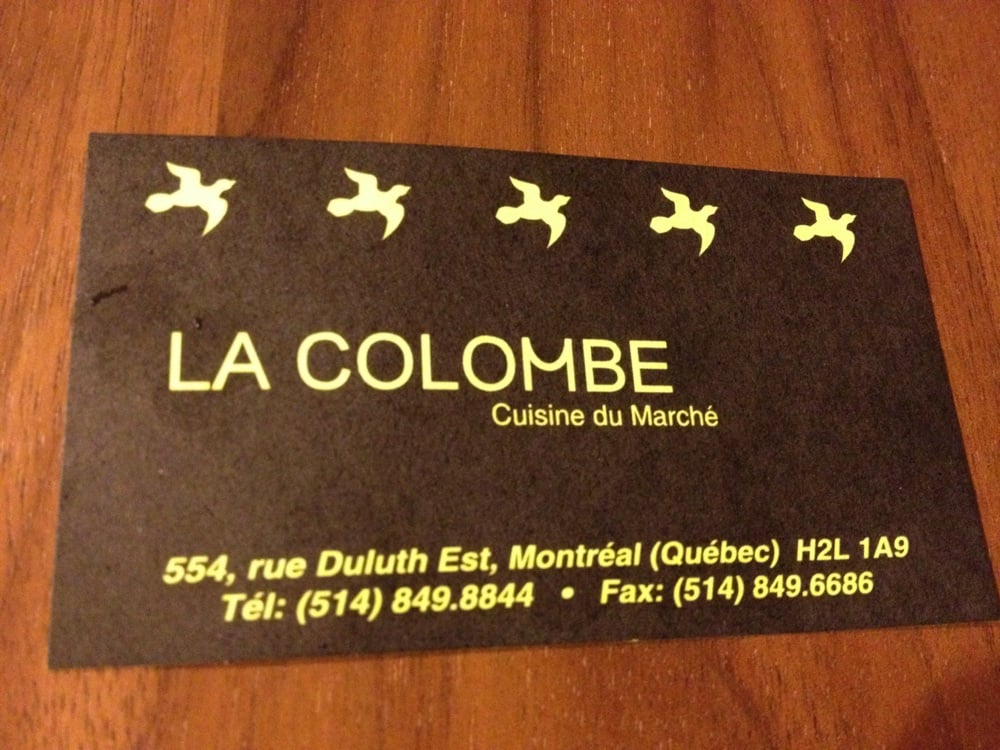 LA COLOMBE
Cuisine du Marché
554, rue Duluth Est, Montréal (Québec) H2L 1A9
Tél: (514) 849.8844 • Fax: (514) 849.6686